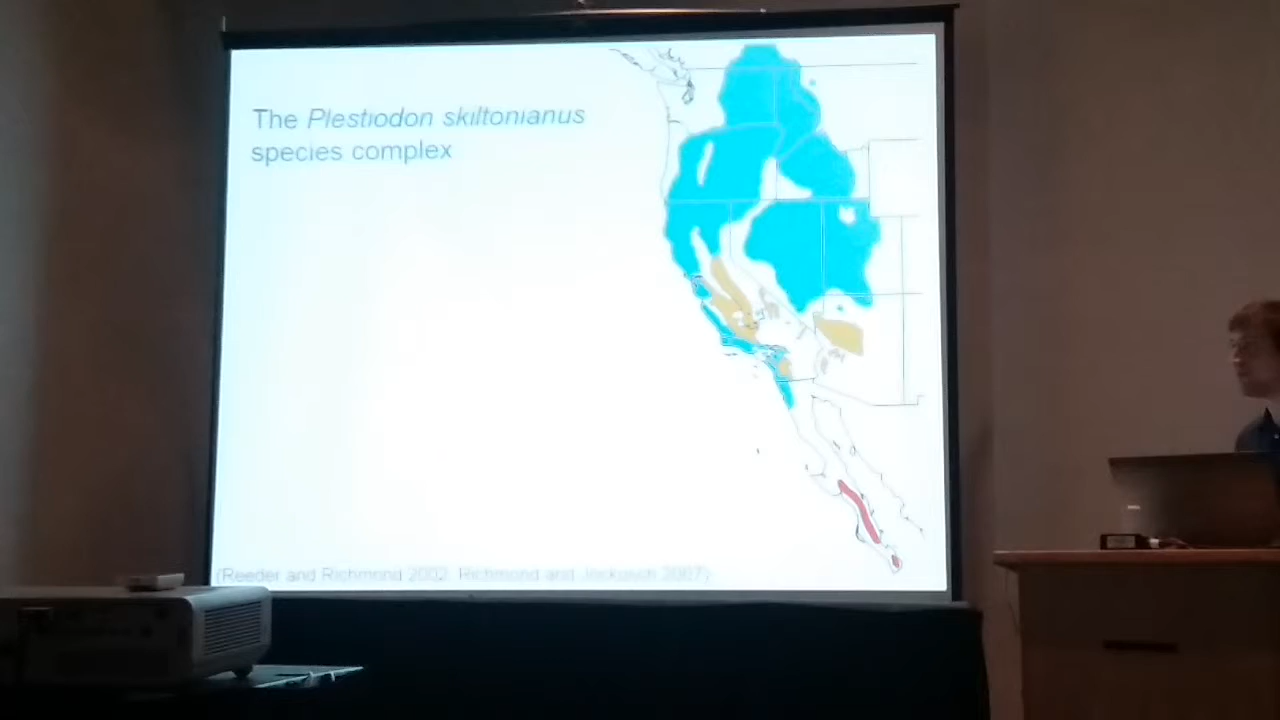 The Plestiodon skiltonianus
species complex
(Reeder and Richmond 2002, Richmond and Jockusch 2007)